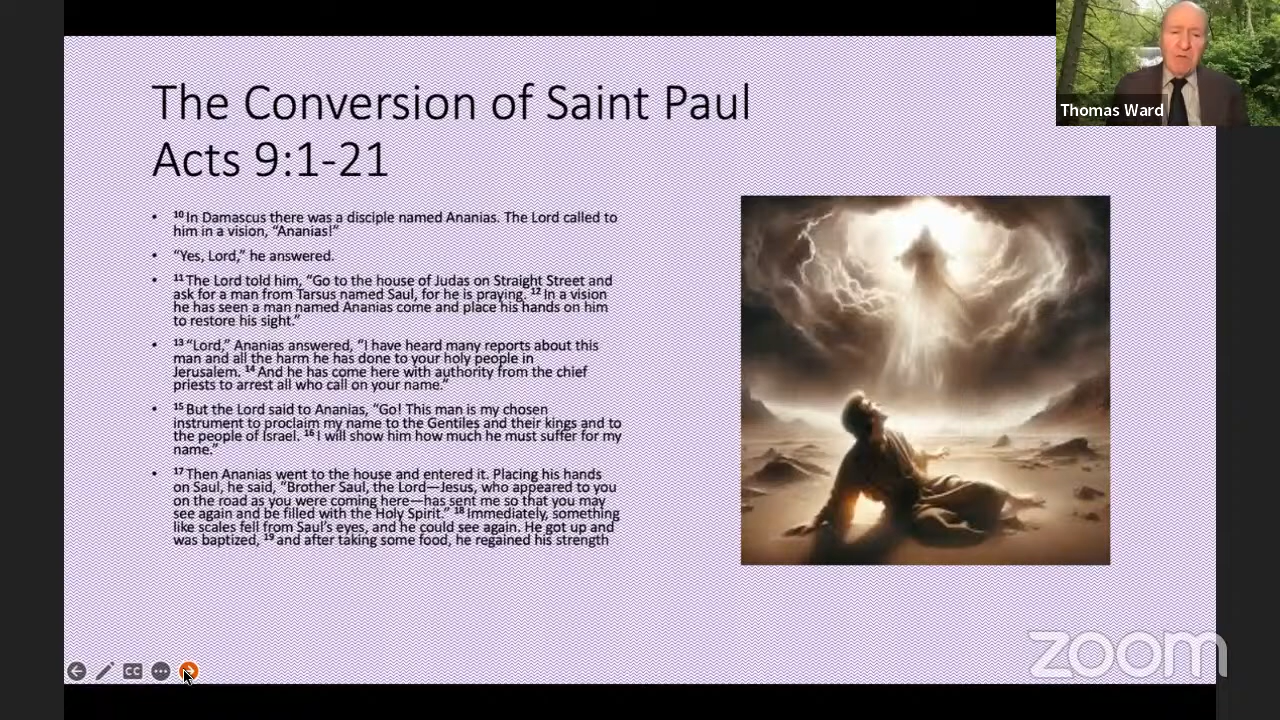 The Conversion of Saint Paul
Acts 9:1-21
Thomas Ward
• ¹⁰ In Damascus there was a disciple named Ananias. The Lord called to
him in a vision, “Ananias!”
• “Yes, Lord,” he answered.
• ¹¹ The Lord told him, “Go to the house of Judas on Straight Street and
ask for a man from Tarsus named Saul, for he is praying. ¹² In a vision
he has seen a man named Ananias come and place his hands on him
to restore his sight.”
• ¹³ “Lord,” Ananias answered, “I have heard many reports about this
man and all the harm he has done to your holy people in
Jerusalem. ¹⁴ And he has come here with authority from the chief
priests to arrest all who call on your name.”
• ¹⁵ But the Lord said to Ananias, “Go! This man is my chosen
instrument to proclaim my name to the Gentiles and their kings and to
the people of Israel. ¹⁶ I will show him how much he must suffer for my
name.”
• ¹⁷ Then Ananias went to the house and entered it. Placing his hands
on Saul, he said, “Brother Saul, the Lord—Jesus, who appeared to you
on the road as you were coming here—has sent me so that you may
see again and be filled with the Holy Spirit.” ¹⁸ Immediately, something
like scales fell from Saul’s eyes, and he could see again. He got up and
was baptized, ¹⁹ and after taking some food, he regained his strength
CC
zoom